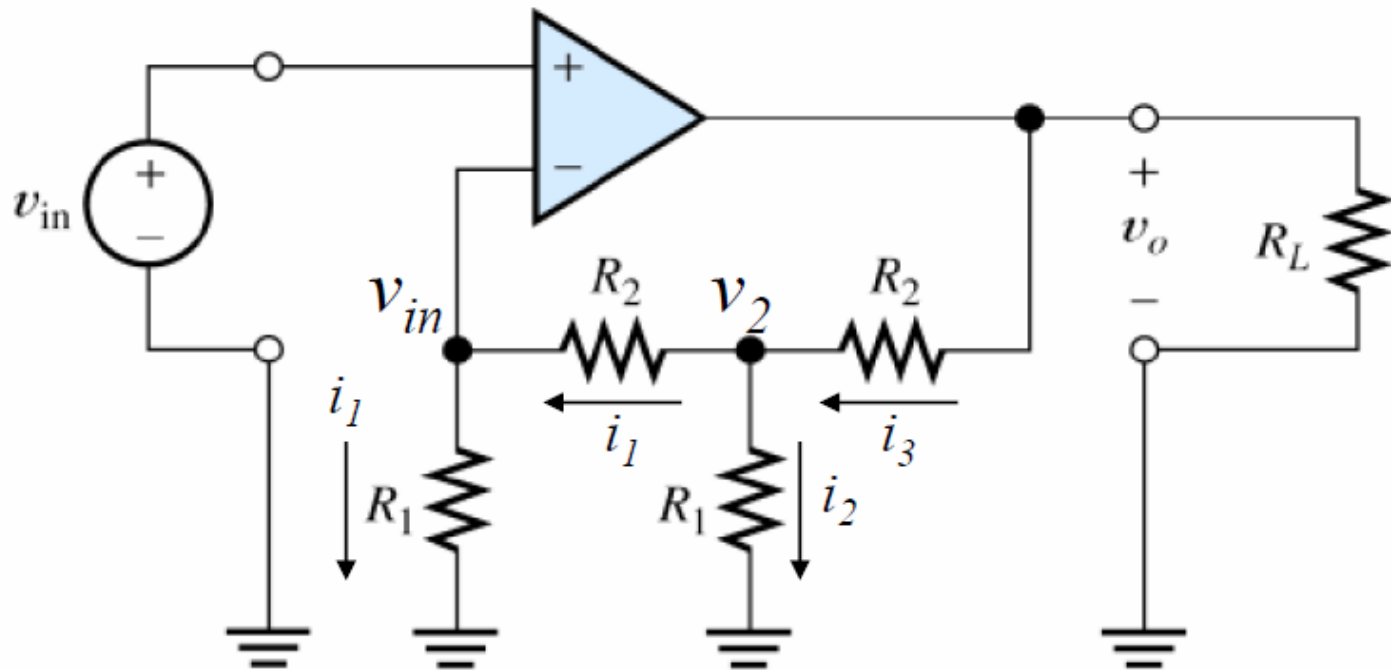 +
−
+
−
v_in
v_in
R_2
v_2
R_2
+
v_o
−
R_L
i_1
i_1
i_3
R_1
R_1
i_2